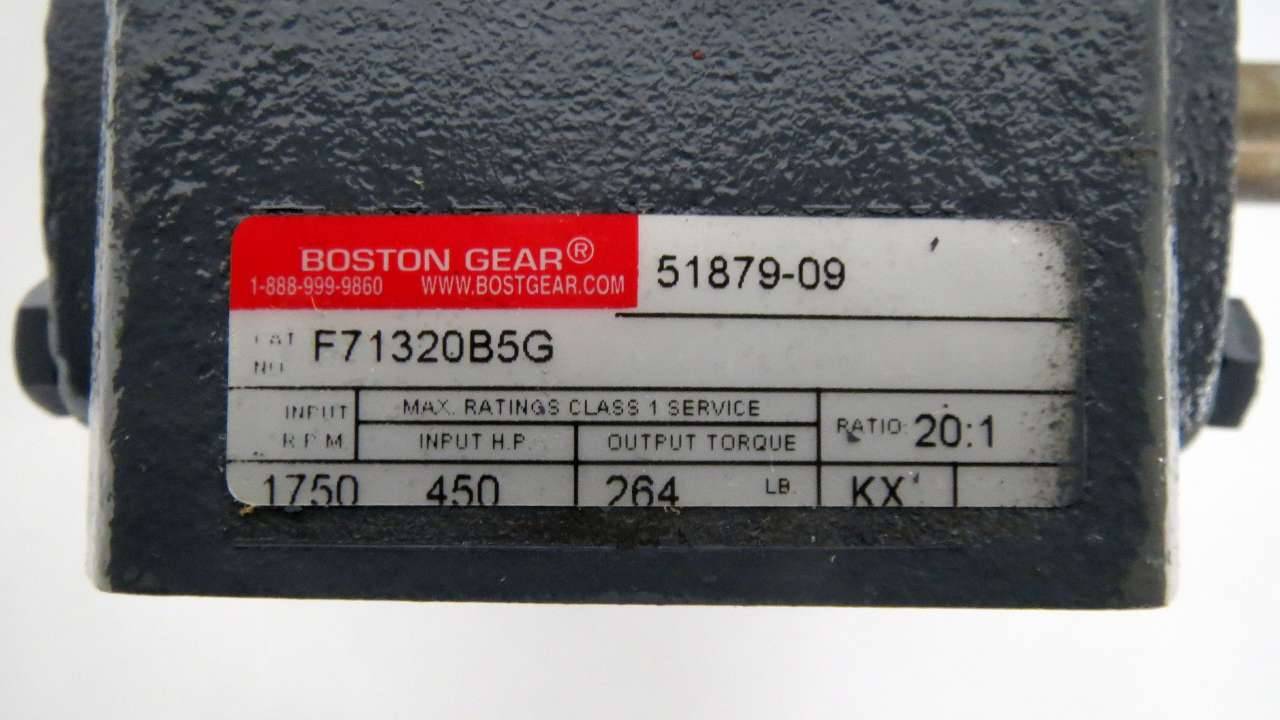 BOSTON GEAR®
1-888-999-9860 WWW.BOSTGEAR.COM
51879-09
CAT NO. F71320B5G
INPUT R.P.M.
MAX. RATINGS CLASS 1 SERVICE
INPUT H.P. OUTPUT TORQUE
RATIO: 20:1
1750 450 264 LB. KX